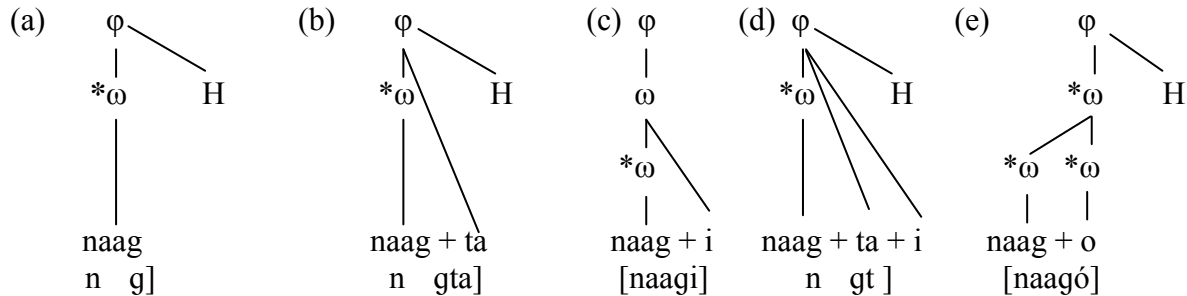 (a) φ (b) φ (c) φ (d) φ (e) φ
*ω H *ω H ω *ω H *ω H
*ω *ω *ω
naag naag + ta naag + i naag + ta + i naag + o
n g] n gta] [naagi] n gt ] [naagó]